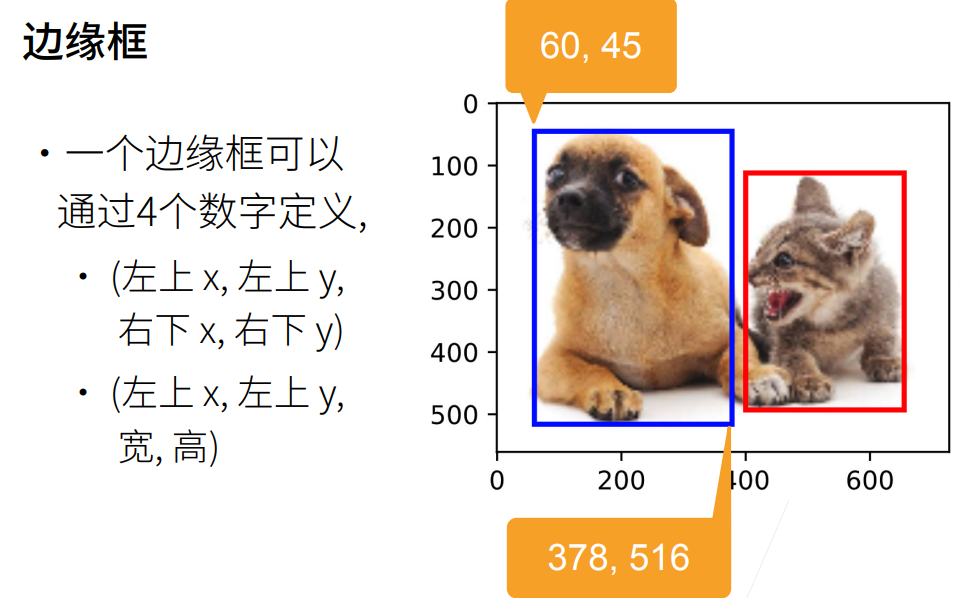 边缘框
60, 45
• 一个边缘框可以
通过4个数字定义,
• (左上 x, 左上 y,
右下 x, 右下 y)
• (左上 x, 左上 y,
宽, 高)
0
100
200
300
400
500
0 200 400 600
378, 516